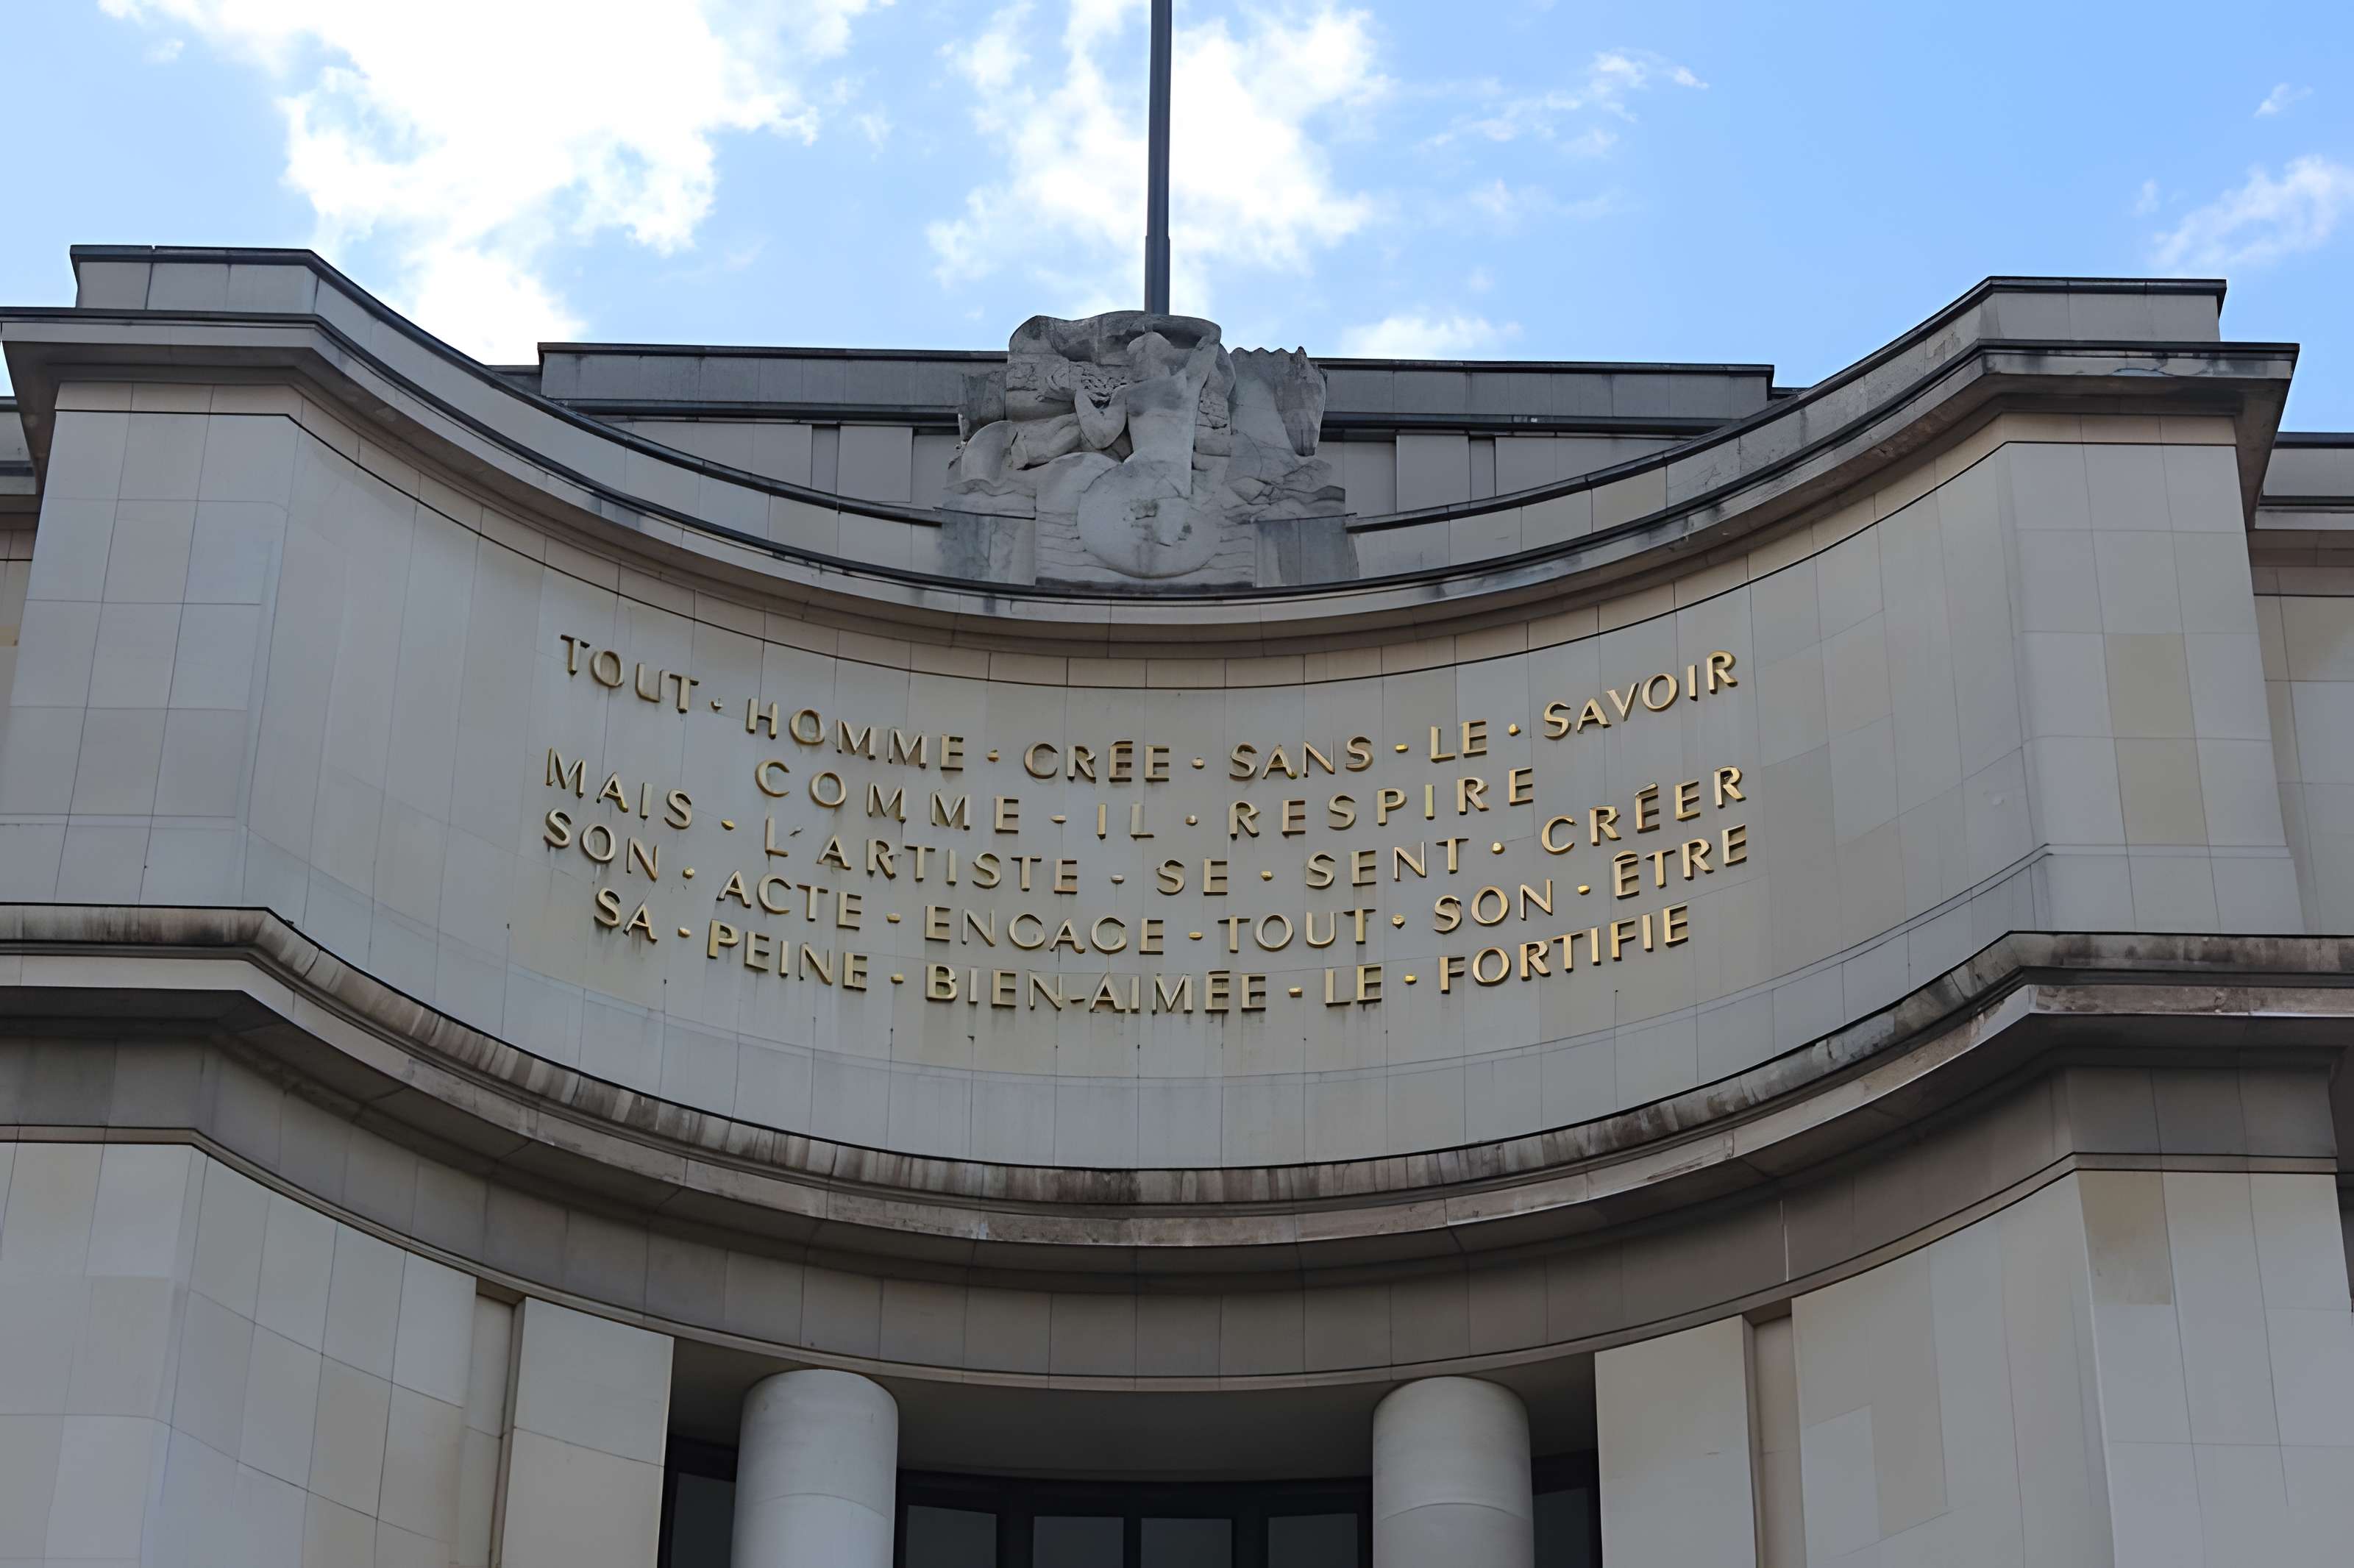 TOUT · HOMME · CRÉE · SANS · LE · SAVOIR
COMME · IL · RESPIRE
MAIS · L'ARTISTE · SE · SENT · CRÉER
SON · ACTE · ENGAGE · TOUT · SON · ÊTRE
SA · PEINE · BIEN-AIMÉE · LE · FORTIFIE